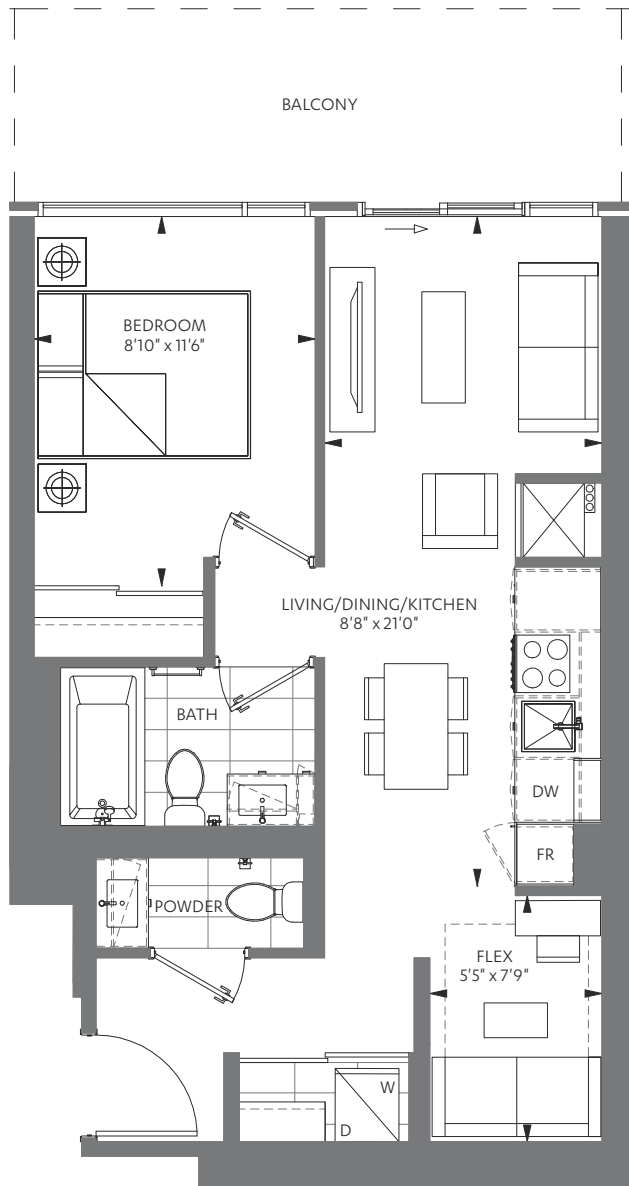 BALCONY
BEDROOM
8'10" x 11'6"
LIVING/DINING/KITCHEN
8'8" x 21'0"
BATH
DW
FR
POWDER
FLEX
5'5" x 7'9"
W
D